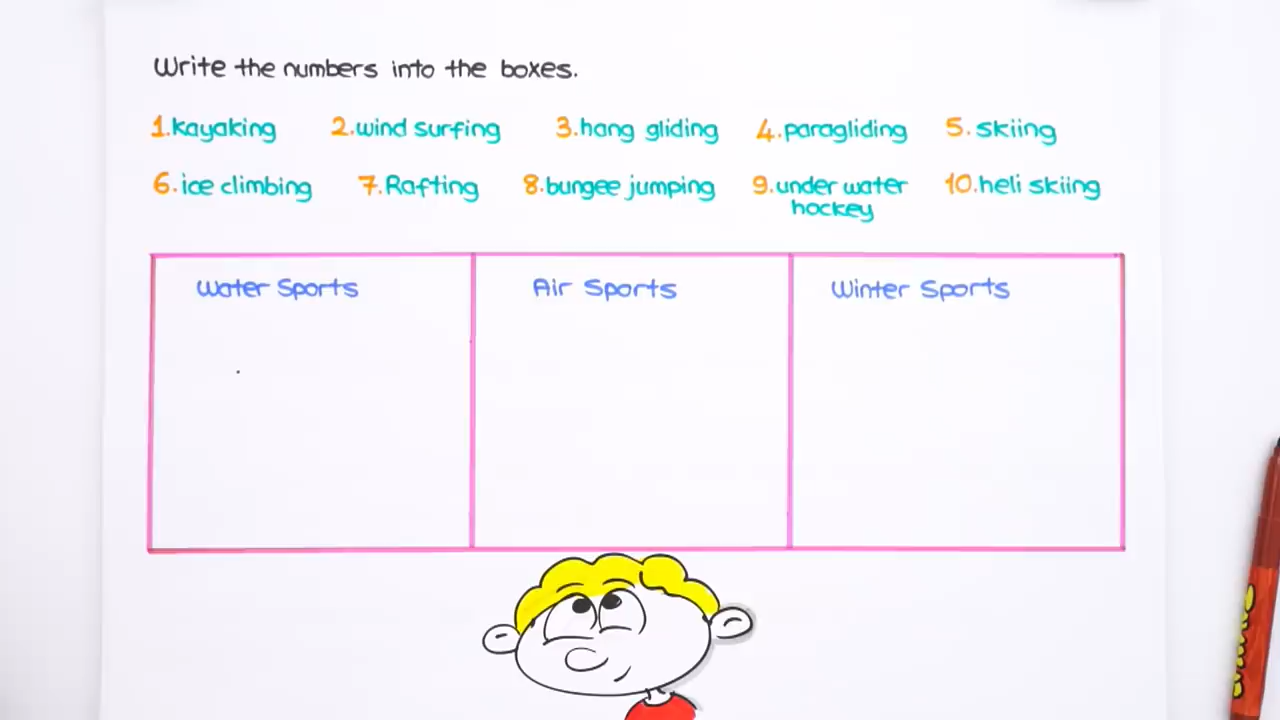 Write the numbers into the boxes.
1.kayaking 2.wind surfing 3.hang gliding 4.paragliding 5.skiing
6.ice climbing 7.Rafting 8.bungee jumping 9.under water hockey 10.heli skiing
Water Sports Air Sports Winter Sports